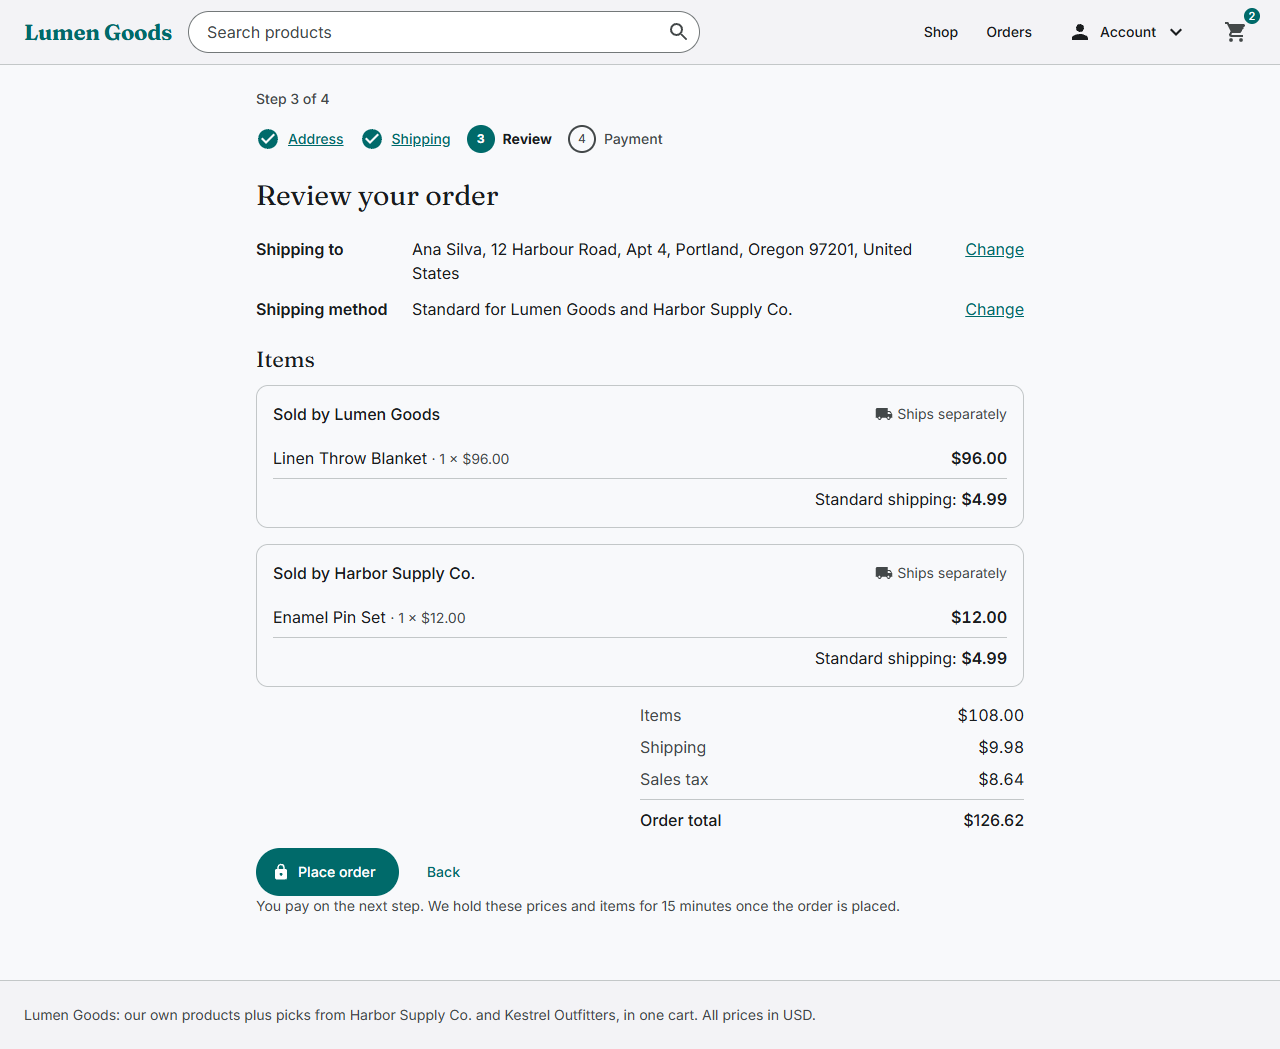 Lumen Goods
Search products
Shop
Orders
Account
2
Step 3 of 4
Address
Shipping
3
Review
4
Payment
Review your order
Shipping to
Ana Silva, 12 Harbour Road, Apt 4, Portland, Oregon 97201, United
States
Change
Shipping method
Standard for Lumen Goods and Harbor Supply Co.
Change
Items
Sold by Lumen Goods
Ships separately
Linen Throw Blanket · 1 × $96.00
$96.00
Standard shipping: $4.99
Sold by Harbor Supply Co.
Ships separately
Enamel Pin Set · 1 × $12.00
$12.00
Standard shipping: $4.99
Items
$108.00
Shipping
$9.98
Sales tax
$8.64
Order total
$126.62
Place order
Back
You pay on the next step. We hold these prices and items for 15 minutes once the order is placed.
Lumen Goods: our own products plus picks from Harbor Supply Co. and Kestrel Outfitters, in one cart. All prices in USD.